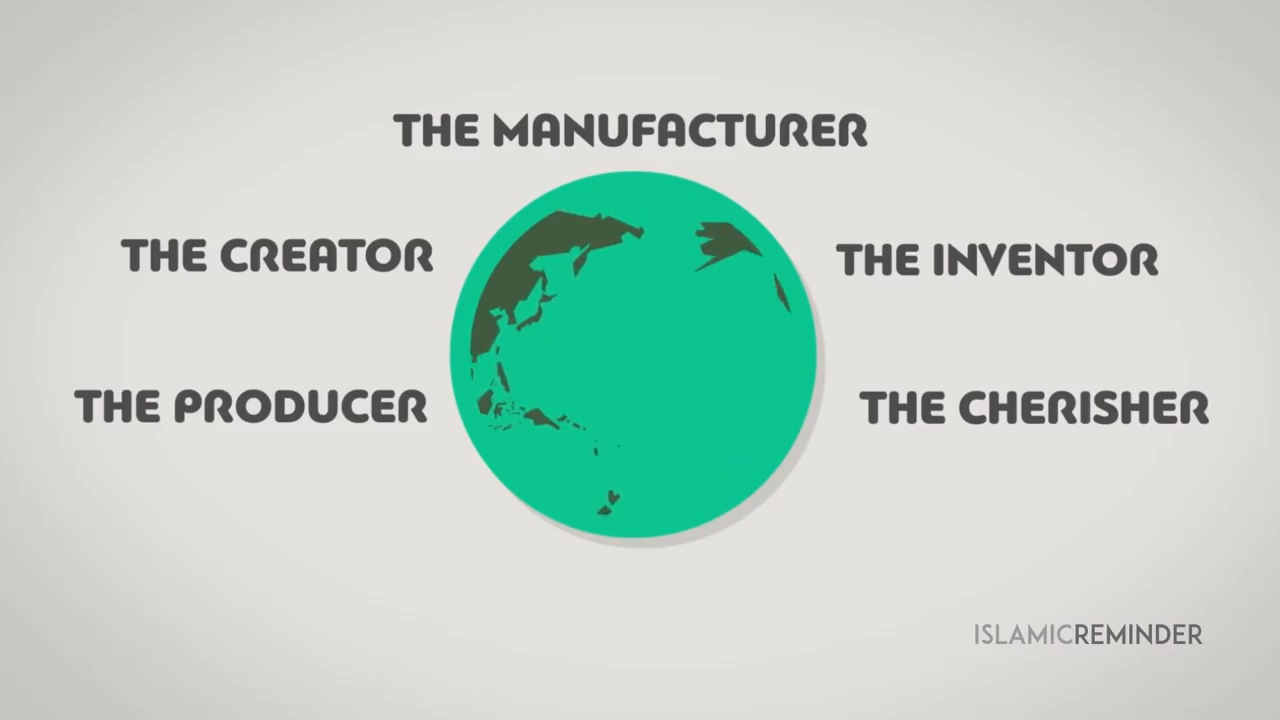 THE MANUFACTURER
THE CREATOR
THE INVENTOR
THE PRODUCER
THE CHERISHER
ISLAMICREMINDER